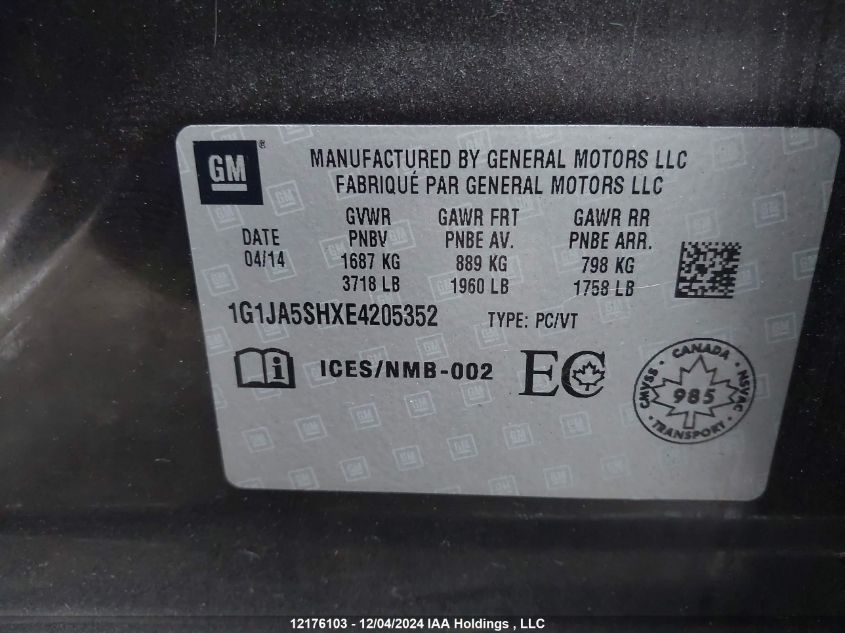 GM®
MANUFACTURED BY GENERAL MOTORS LLC
FABRIQUÉ PAR GENERAL MOTORS LLC
GVWR GAWR FRT GAWR RR
DATE PNBV PNBE AV. PNBE ARR.
04/14 1687 KG 889 KG 798 KG
3718 LB 1960 LB 1758 LB
1G1JA5SHXE4205352 TYPE: PC/VT
i ICES/NMB-002 EC
CANADA
CMVSS 985 NSVAC
TRANSPORT
12176103 - 12/04/2024 IAA Holdings , LLC